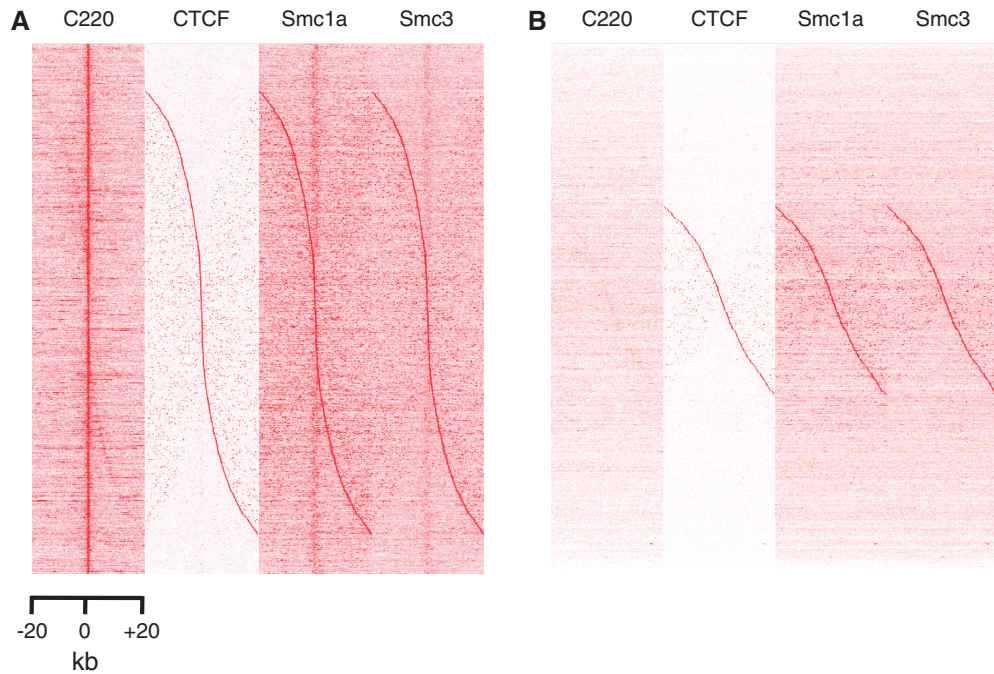 A C220 CTCF Smc1a Smc3
B C220 CTCF Smc1a Smc3
-20 0 +20
kb